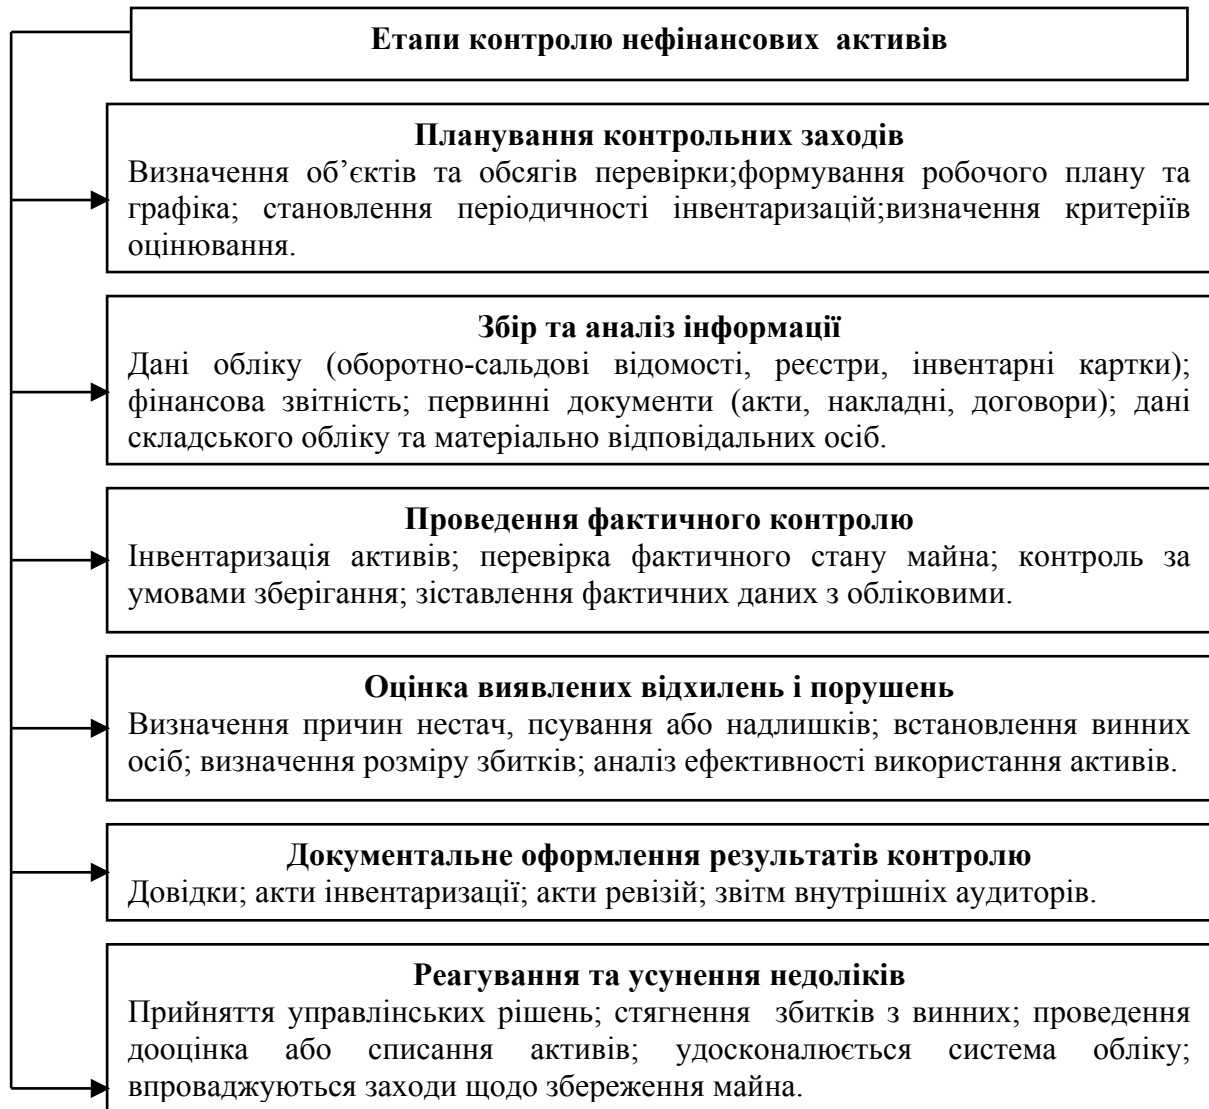 Етапи контролю нефінансових активів
Планування контрольних заходів
Визначення об’єктів та обсягів перевірки;формування робочого плану та
графіка; становлення періодичності інвентаризацій;визначення критеріїв
оцінювання.
Збір та аналіз інформації
Дані обліку (оборотно-сальдові відомості, реєстри, інвентарні картки);
фінансова звітність; первинні документи (акти, накладні, договори); дані
складського обліку та матеріально відповідальних осіб.
Проведення фактичного контролю
Інвентаризація активів; перевірка фактичного стану майна; контроль за
умовами зберігання; зіставлення фактичних даних з обліковими.
Оцінка виявлених відхилень і порушень
Визначення причин нестач, псування або надлишків; встановлення винних
осіб; визначення розміру збитків; аналіз ефективності використання активів.
Документальне оформлення результатів контролю
Довідки; акти інвентаризації; акти ревізій; звітм внутрішніх аудиторів.
Реагування та усунення недоліків
Прийняття управлінських рішень; стягнення збитків з винних; проведення
дооцінка або списання активів; удосконалюється система обліку;
впроваджуються заходи щодо збереження майна.